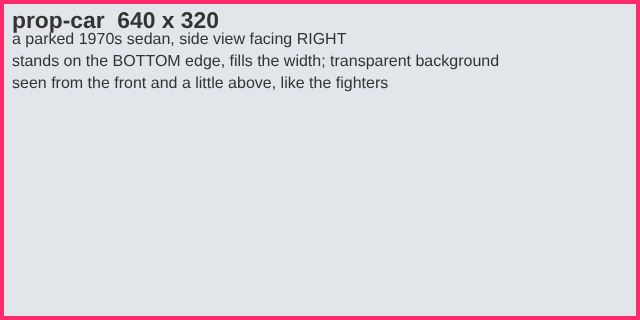 prop-car  640 x 320
a parked 1970s sedan, side view facing RIGHT
stands on the BOTTOM edge, fills the width; transparent background
seen from the front and a little above, like the fighters